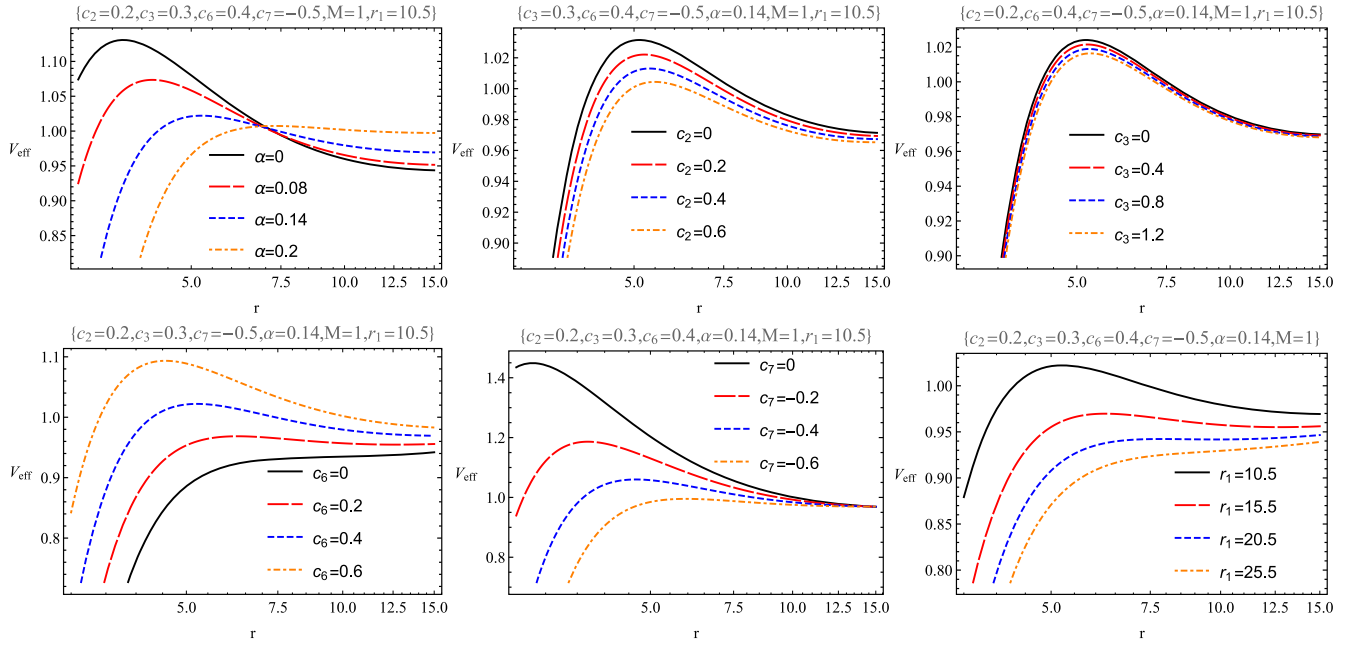 {c2=0.2,c3=0.3,c6=0.4,c7=−0.5,M=1,r1=10.5}
1.10
1.05
1.00
0.95
0.90
0.85
Veff
α=0
α=0.08
α=0.14
α=0.2
5.0
7.5
10.0
12.5
15.0
r
{c3=0.3,c6=0.4,c7=−0.5,α=0.14,M=1,r1=10.5}
1.02
1.00
0.98
0.96
0.94
0.92
0.90
Veff
c2=0
c2=0.2
c2=0.4
c2=0.6
5.0
7.5
10.0
12.5
15.0
r
{c2=0.2,c6=0.4,c7=−0.5,α=0.14,M=1,r1=10.5}
1.02
1.00
0.98
0.96
0.94
0.92
0.90
Veff
c3=0
c3=0.4
c3=0.8
c3=1.2
5.0
7.5
10.0
12.5
15.0
r
{c2=0.2,c3=0.3,c7=−0.5,α=0.14,M=1,r1=10.5}
1.1
1.0
0.9
0.8
Veff
c6=0
c6=0.2
c6=0.4
c6=0.6
5.0
7.5
10.0
12.5
15.0
r
{c2=0.2,c3=0.3,c6=0.4,α=0.14,M=1,r1=10.5}
1.4
1.2
1.0
0.8
Veff
c7=0
c7=−0.2
c7=−0.4
c7=−0.6
5.0
7.5
10.0
12.5
15.0
r
{c2=0.2,c3=0.3,c6=0.4,c7=−0.5,α=0.14,M=1}
1.00
0.95
0.90
0.85
0.80
Veff
r1=10.5
r1=15.5
r1=20.5
r1=25.5
5.0
7.5
10.0
12.5
15.0
r